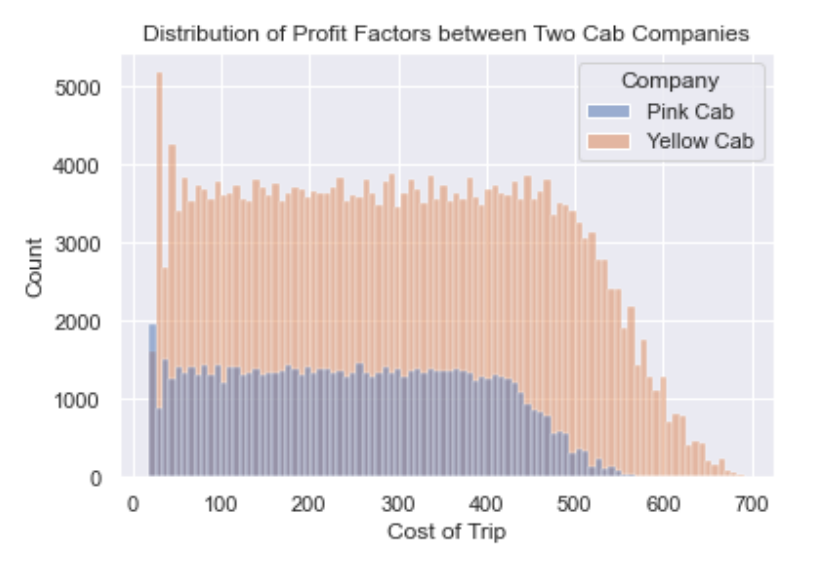 Distribution of Profit Factors between Two Cab Companies
Company
Pink Cab
Yellow Cab
5000
4000
3000
2000
1000
0
Count
0 100 200 300 400 500 600 700
Cost of Trip